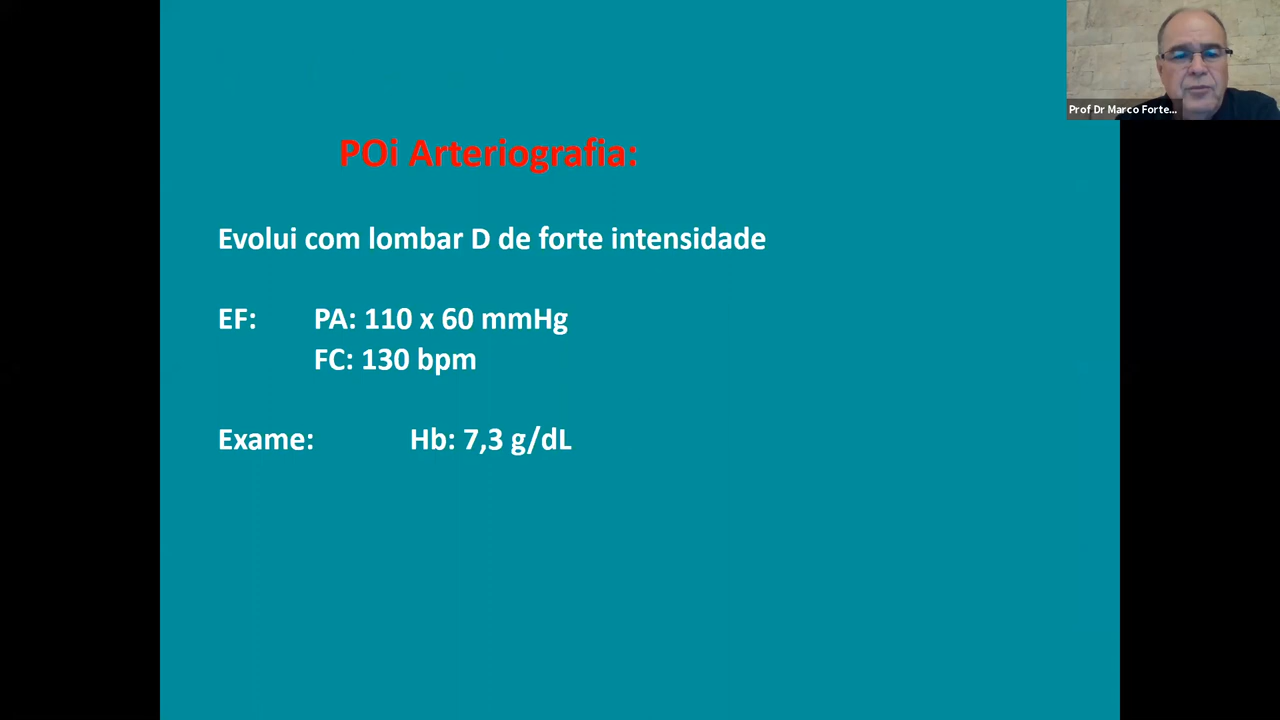 Prof Dr Marco Forte...
POi Arteriografia:
Evolui com lombar D de forte intensidade
EF: PA: 110 x 60 mmHg
FC: 130 bpm
Exame: Hb: 7,3 g/dL